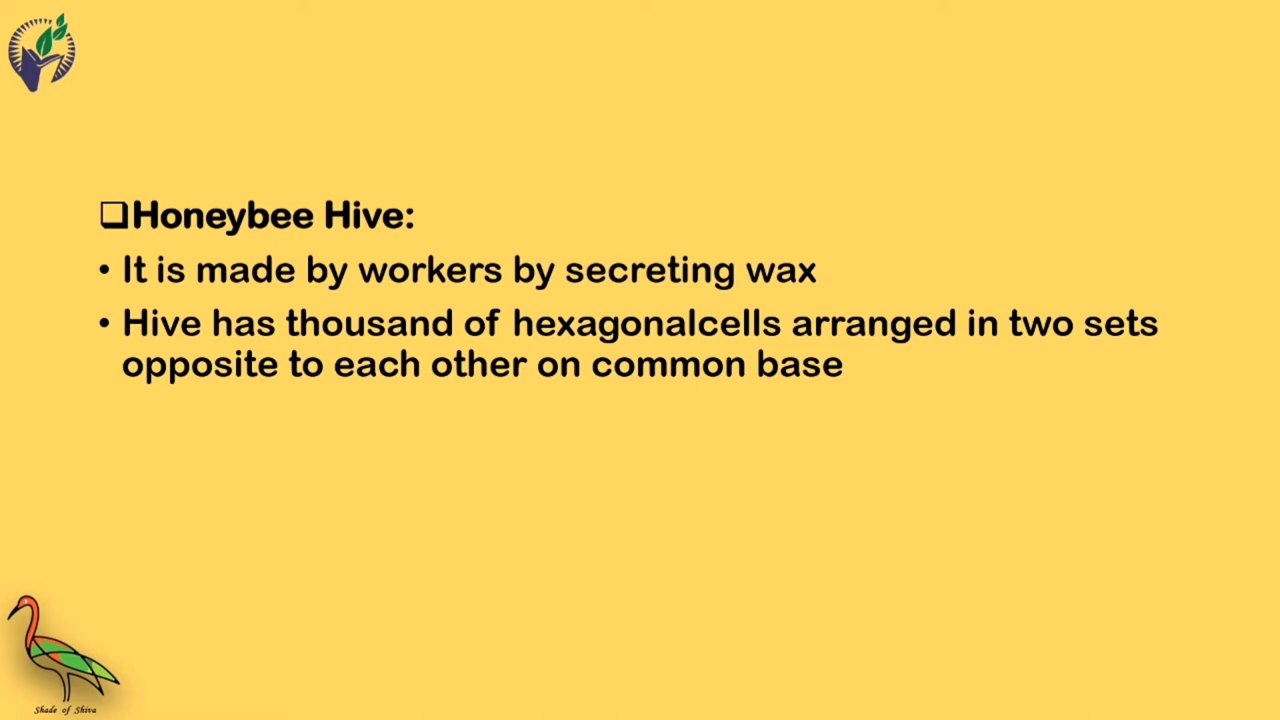 ❑Honeybee Hive:
• It is made by workers by secreting wax
• Hive has thousand of hexagonalcells arranged in two sets
opposite to each other on common base
Shade of Shiva